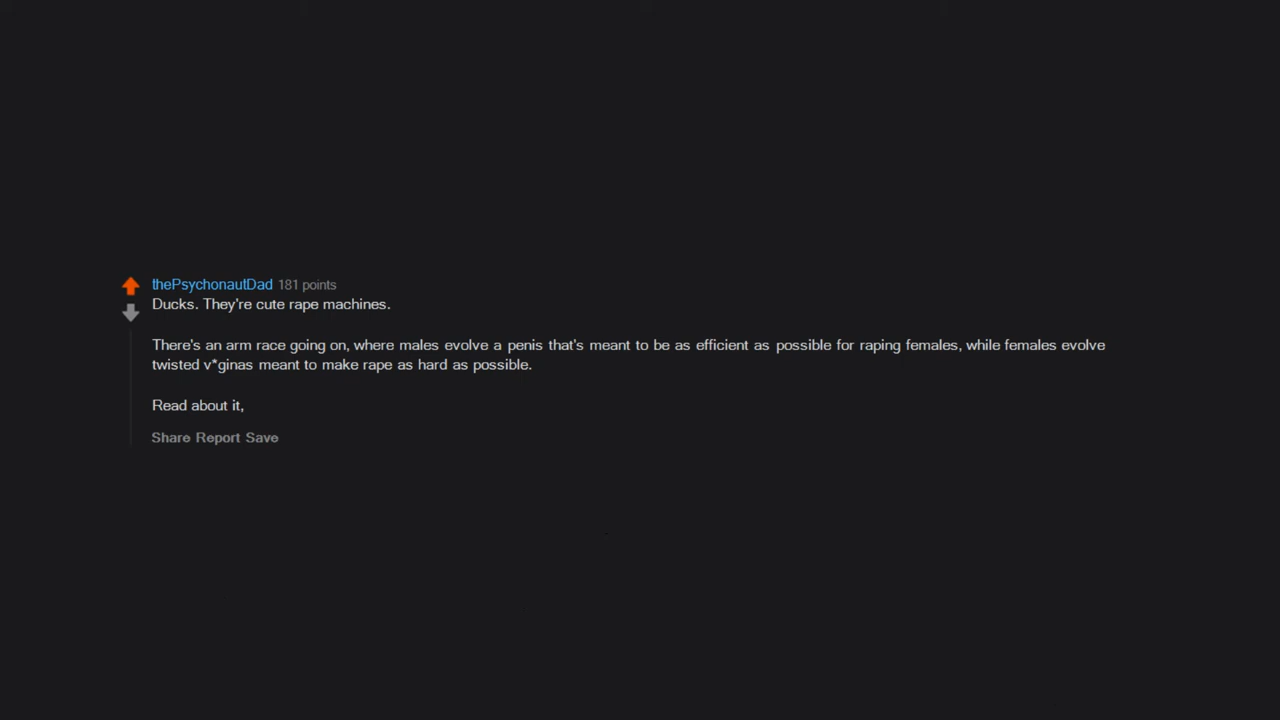 thePsychonautDad 181 points
Ducks. They're cute rape machines.
There's an arm race going on, where males evolve a penis that's meant to be as efficient as possible for raping females, while females evolve
twisted v*ginas meant to make rape as hard as possible.
Read about it,
Share Report Save